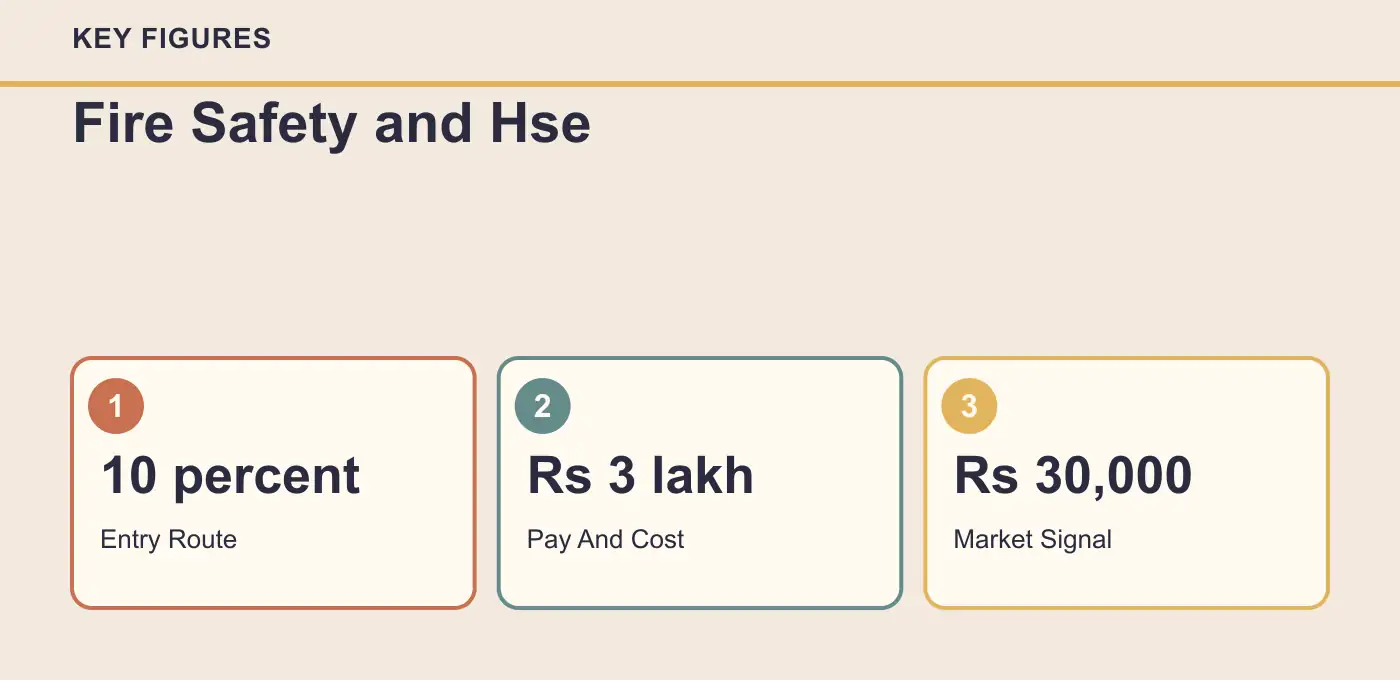 KEY FIGURES
Fire Safety and Hse
1
10 percent
Entry Route
2
Rs 3 lakh
Pay And Cost
3
Rs 30,000
Market Signal